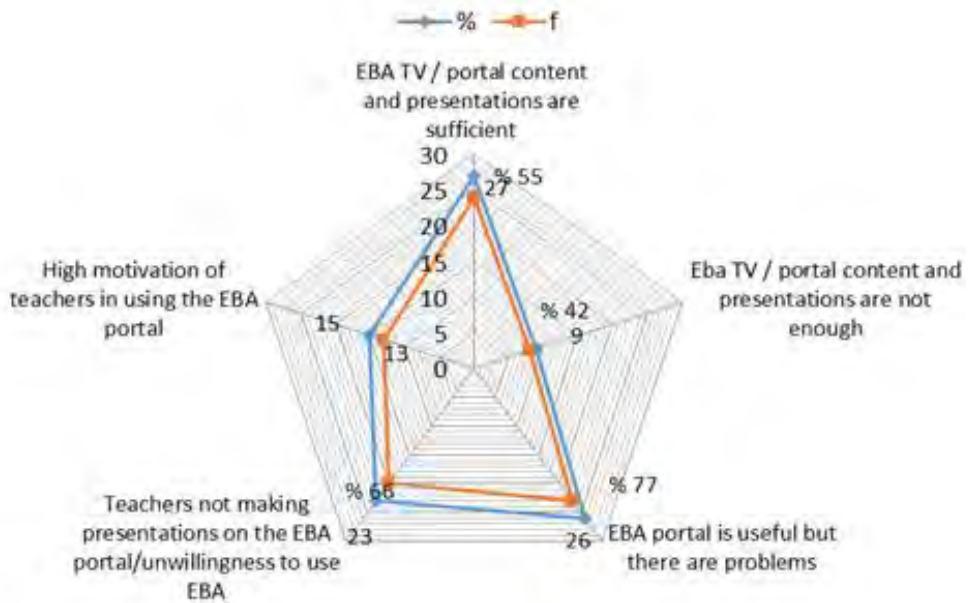 % f
EBA TV / portal content
and presentations are
sufficient
30
% 55
27
25
20
15
10
5
0
High motivation of
teachers in using the EBA
portal
15
13
Eba TV / portal content and
presentations are not
enough
% 42
9
Teachers not making
presentations on the EBA
portal/unwillingness to use
EBA
% 66
23
% 77
26
EBA portal is useful but
there are problems